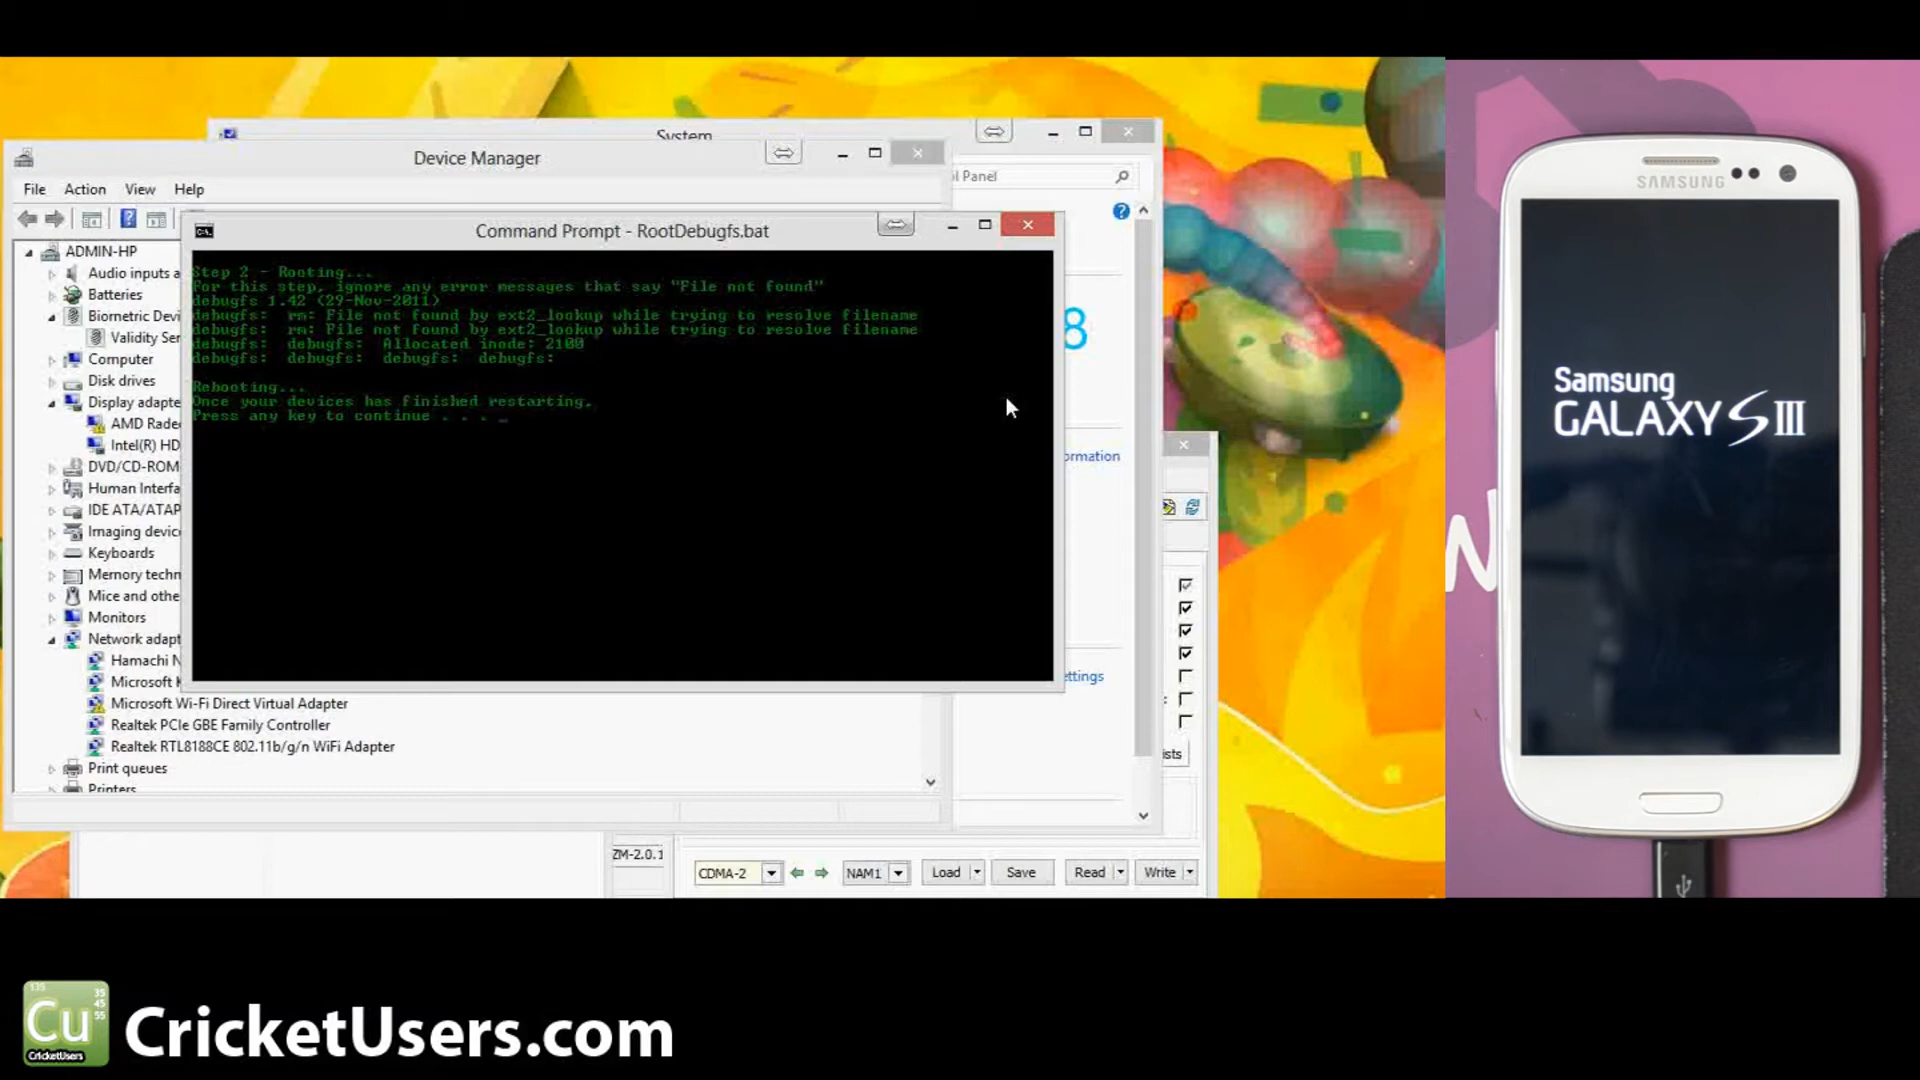 System
Device Manager
File Action View Help
l Panel
Command Prompt - RootDebugfs.bat
ADMIN-HP
Audio inputs a
Batteries
Biometric Devi
Validity Ser
Computer
Disk drives
Display adapte
AMD Rade
Intel(R) HD
DVD/CD-ROM
Human Interfa
IDE ATA/ATAP
Imaging devic
Keyboards
Memory techn
Mice and othe
Monitors
Network adapt
Hamachi N
Microsoft K
Microsoft Wi-Fi Direct Virtual Adapter
Realtek PCIe GBE Family Controller
Realtek RTL8188CE 802.11b/g/n WiFi Adapter
Print queues
Printers
Step 2 - Rooting...
For this step, ignore any error messages that say "File not found"
debugfs 1.42 (29-Nov-2011)
debugfs: rm: File not found by ext2_lookup while trying to resolve filename
debugfs: rm: File not found by ext2_lookup while trying to resolve filename
debugfs: debugfs: Allocated inode: 2100
debugfs: debugfs: debugfs: debugfs:
Rebooting...
Once your devices has finished restarting.
Press any key to continue . . . _
8
ormation
ettings
ists
ZM-2.0.1
CDMA-2
NAM1
Load
Save
Read
Write
SAMSUNG
Samsung
GALAXY S III
Cu
135
35
45
55
CricketUsers
CricketUsers.com